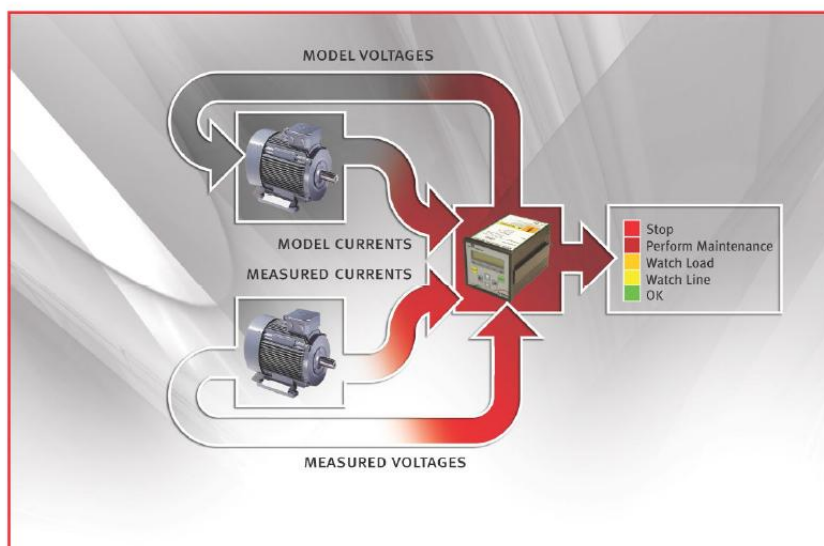 MODEL VOLTAGES
MODEL CURRENTS
MEASURED CURRENTS
Stop
Perform Maintenance
Watch Load
Watch Line
OK
MEASURED VOLTAGES